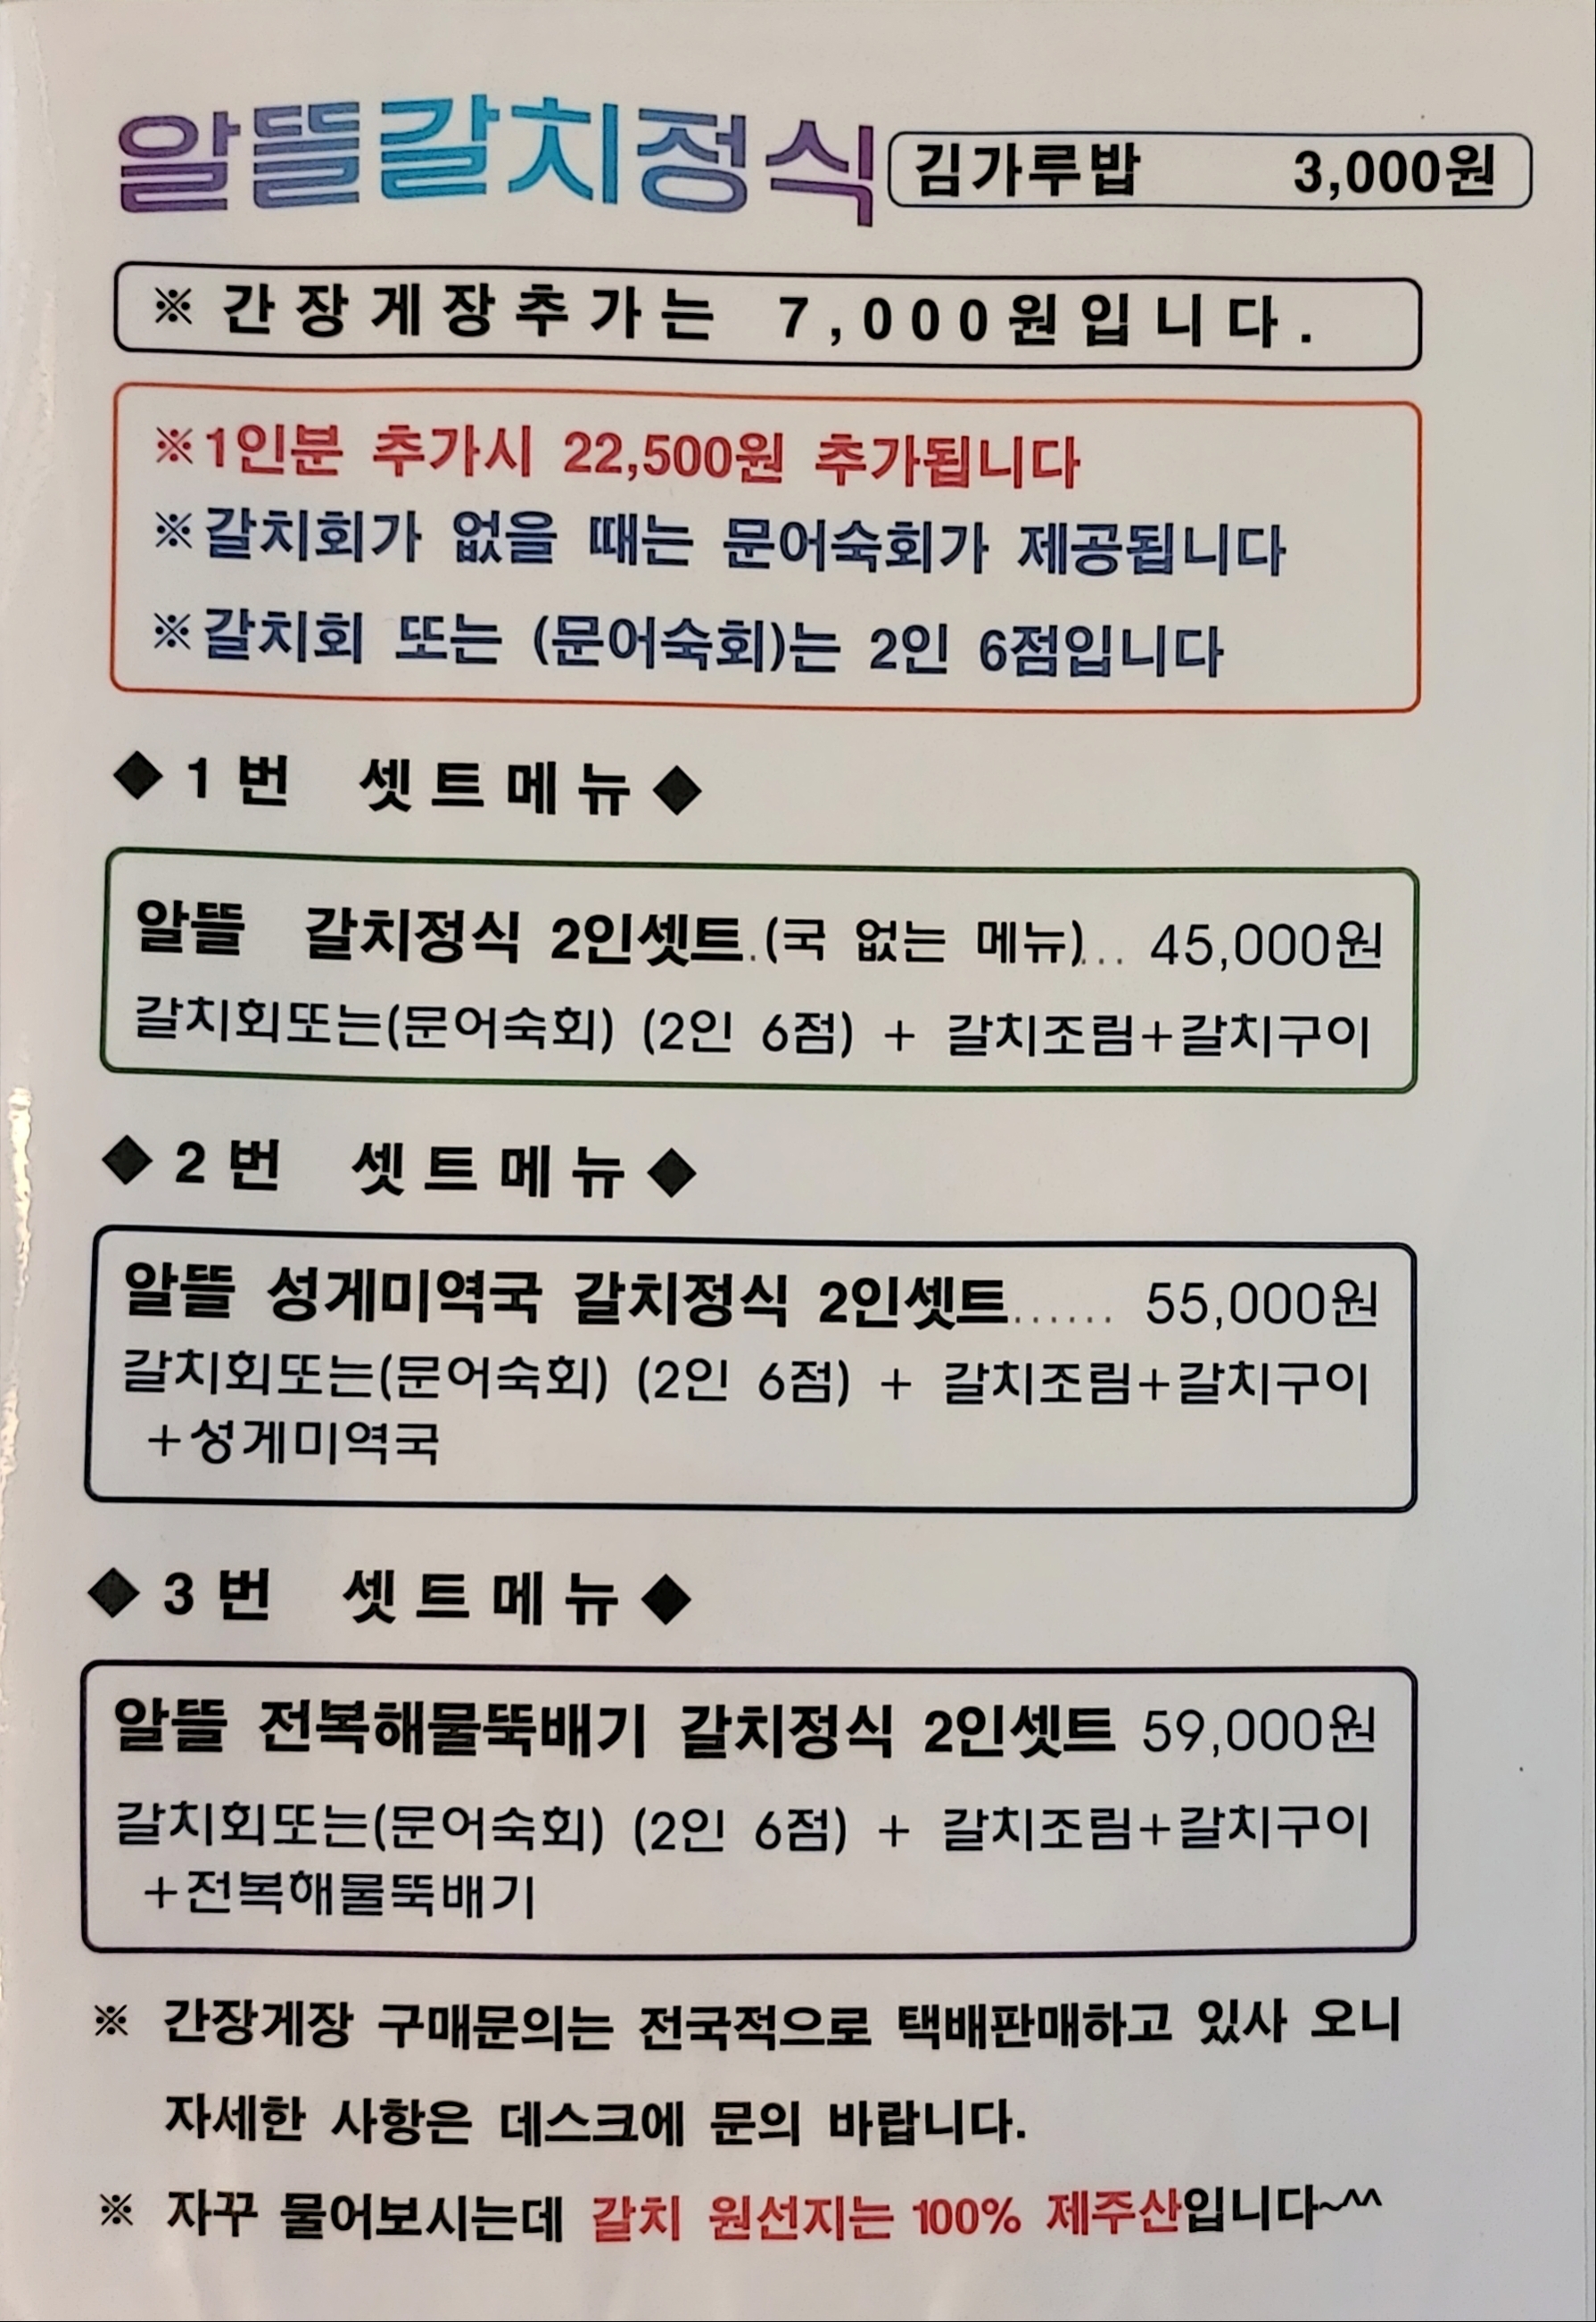 알뜰갈치정식 김가루밥 3,000원
※간장게장추가는 7,000원입니다.
※1인분 추가시 22,500원 추가됩니다
※갈치회가 없을 때는 문어숙회가 제공됩니다
※갈치회 또는 (문어숙회)는 2인 6점입니다
◆1번 셋트메뉴◆
알뜰 갈치정식 2인셋트.(국 없는 메뉴)... 45,000원
갈치회또는(문어숙회) (2인 6점) + 갈치조림+갈치구이
◆2번 셋트메뉴◆
알뜰 성게미역국 갈치정식 2인셋트...... 55,000원
갈치회또는(문어숙회) (2인 6점) + 갈치조림+갈치구이
+성게미역국
◆3번 셋트메뉴◆
알뜰 전복해물뚝배기 갈치정식 2인셋트 59,000원
갈치회또는(문어숙회) (2인 6점) + 갈치조림+갈치구이
+전복해물뚝배기
※ 간장게장 구매문의는 전국적으로 택배판매하고 있사 오니
자세한 사항은 데스크에 문의 바랍니다.
※ 자꾸 물어보시는데 갈치 원선지는 100% 제주산입니다~^^